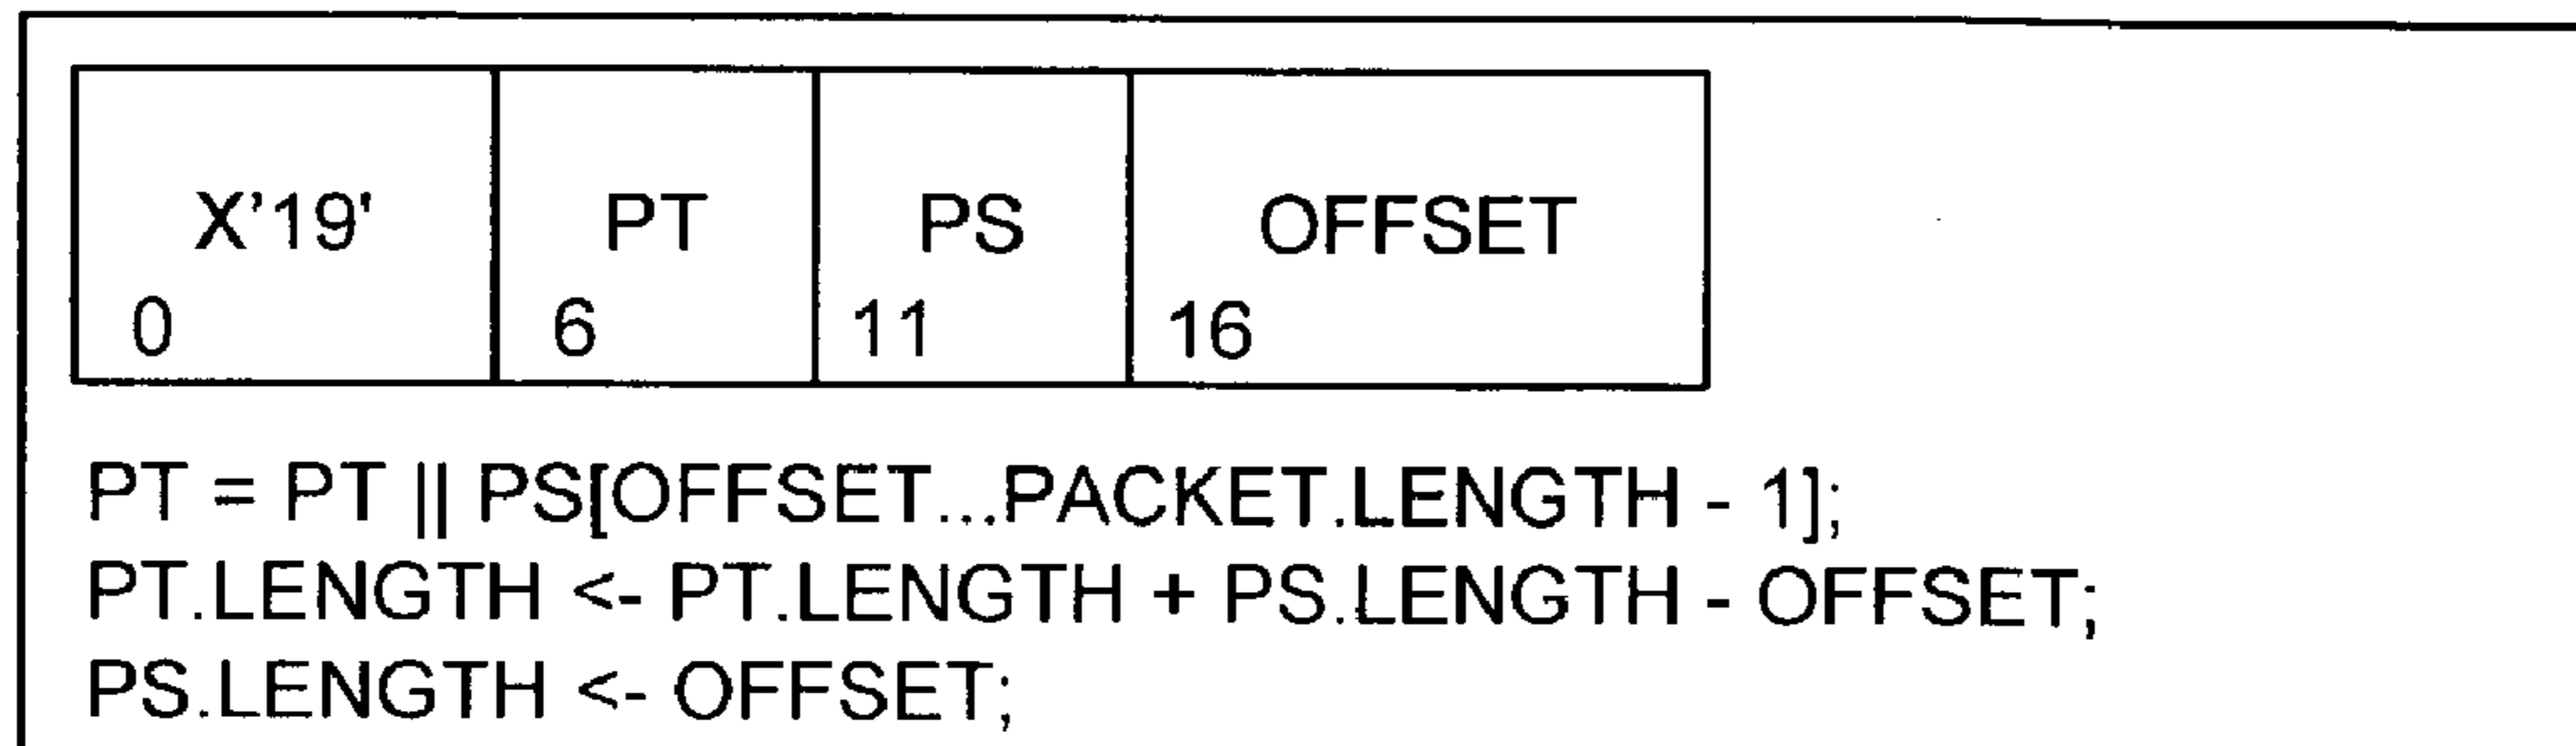 X'19' PT PS OFFSET
0 6 11 16
PT = PT || PS[OFFSET...PACKET.LENGTH - 1];
PT.LENGTH <- PT.LENGTH + PS.LENGTH - OFFSET;
PS.LENGTH <- OFFSET;